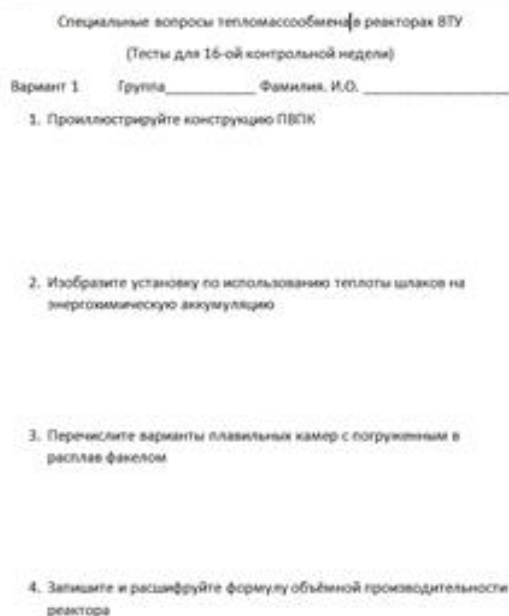 Специальные вопросы тепломассообмена в реакторах ВТУ
(Тесты для 16-ой контрольной недели)
Вариант 1 Группа____________ Фамилия. И.О. ____________________
1. Проиллюстрируйте конструкцию ПВПК
2. Изобразите установку по использованию теплоты шлаков на
энергохимическую аккумуляцию
3. Перечислите варианты плавильных камер с погруженным в
расплав факелом
4. Запишите и расшифруйте формулу объёмной производительности
реактора